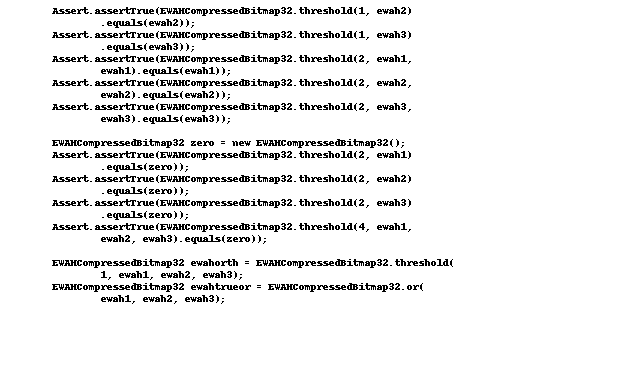 Assert.assertTrue(EWAHCompressedBitmap32.threshold(1, ewah2)
.equals(ewah2));
Assert.assertTrue(EWAHCompressedBitmap32.threshold(1, ewah3)
.equals(ewah3));
Assert.assertTrue(EWAHCompressedBitmap32.threshold(2, ewah1,
ewah1).equals(ewah1));
Assert.assertTrue(EWAHCompressedBitmap32.threshold(2, ewah2,
ewah2).equals(ewah2));
Assert.assertTrue(EWAHCompressedBitmap32.threshold(2, ewah3,
ewah3).equals(ewah3));
EWAHCompressedBitmap32 zero = new EWAHCompressedBitmap32();
Assert.assertTrue(EWAHCompressedBitmap32.threshold(2, ewah1)
.equals(zero));
Assert.assertTrue(EWAHCompressedBitmap32.threshold(2, ewah2)
.equals(zero));
Assert.assertTrue(EWAHCompressedBitmap32.threshold(2, ewah3)
.equals(zero));
Assert.assertTrue(EWAHCompressedBitmap32.threshold(4, ewah1,
ewah2, ewah3).equals(zero));
EWAHCompressedBitmap32 ewahorth = EWAHCompressedBitmap32.threshold(
1, ewah1, ewah2, ewah3);
EWAHCompressedBitmap32 ewahtrueor = EWAHCompressedBitmap32.or(
ewah1, ewah2, ewah3);